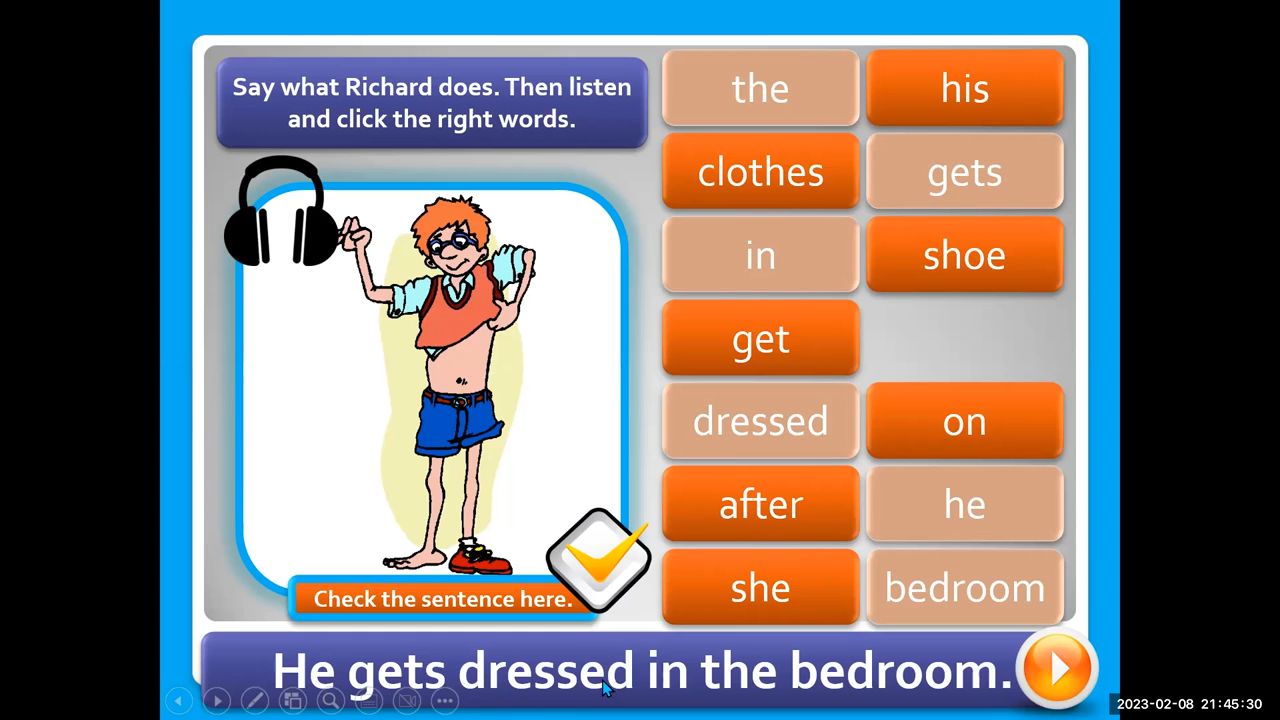 Say what Richard does. Then listen
and click the right words.
the
his
clothes
gets
in
shoe
get
dressed
on
after
he
she
bedroom
Check the sentence here.
He gets dressed in the bedroom.
2023-02-08 21:45:30